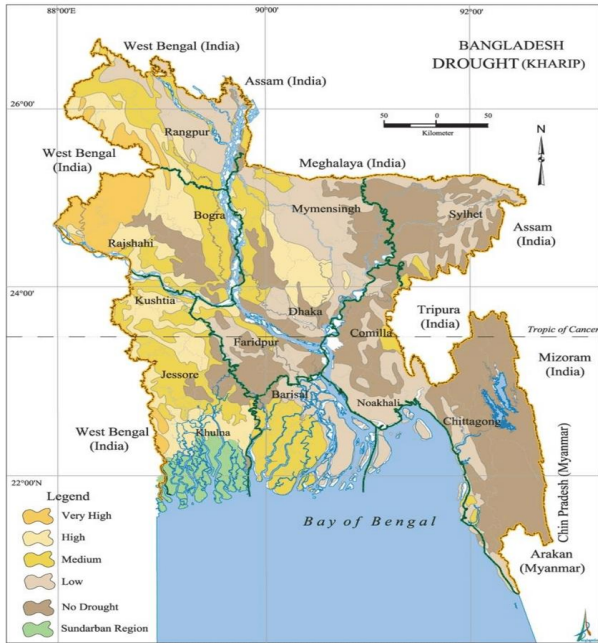 88°00'E
90°00'
92°00'
BANGLADESH
DROUGHT (KHARIP)
50 0 50
Kilometer
N
West Bengal (India)
Assam (India)
26°00'
Rangpur
West Bengal
(India)
Meghalaya (India)
Mymensingh
Sylhet
Bogra
Assam
(India)
Rajshahi
24°00'
Kushtia
Dhaka
Tripura
(India)
Comilla
Tropic of Cancer
Faridpur
Mizoram
(India)
Jessore
Barisal
Noakhali
Chittagong
West Bengal
(India)
Khulna
22°00'N
Chin Pradesh (Myanmar)
Legend
Very High
High
Medium
Low
No Drought
Sundarban Region
Bay of Bengal
Arakan
(Myanmar)